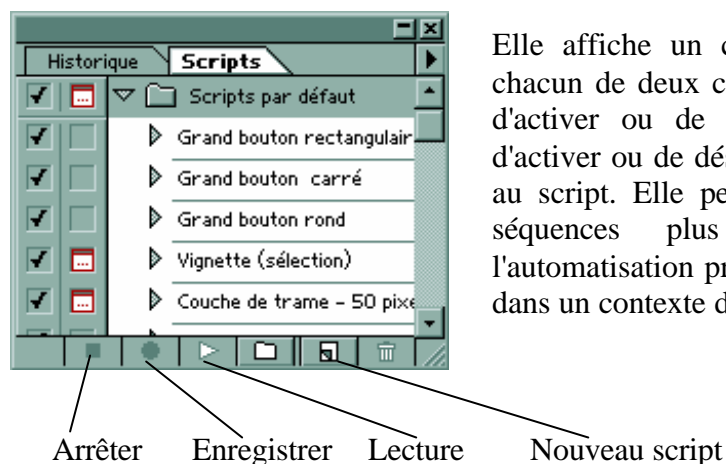 Historique Scripts
Scripts par défaut
Grand bouton rectangulair
Grand bouton carré
Grand bouton rond
Vignette (sélection)
Couche de trame - 50 pixe
Arrêter Enregistrer Lecture Nouveau script
Elle affiche un
chacun de deux
d'activer ou de
d'activer ou de dé
au script. Elle pe
séquences plus
l'automatisation pr
dans un contexte d